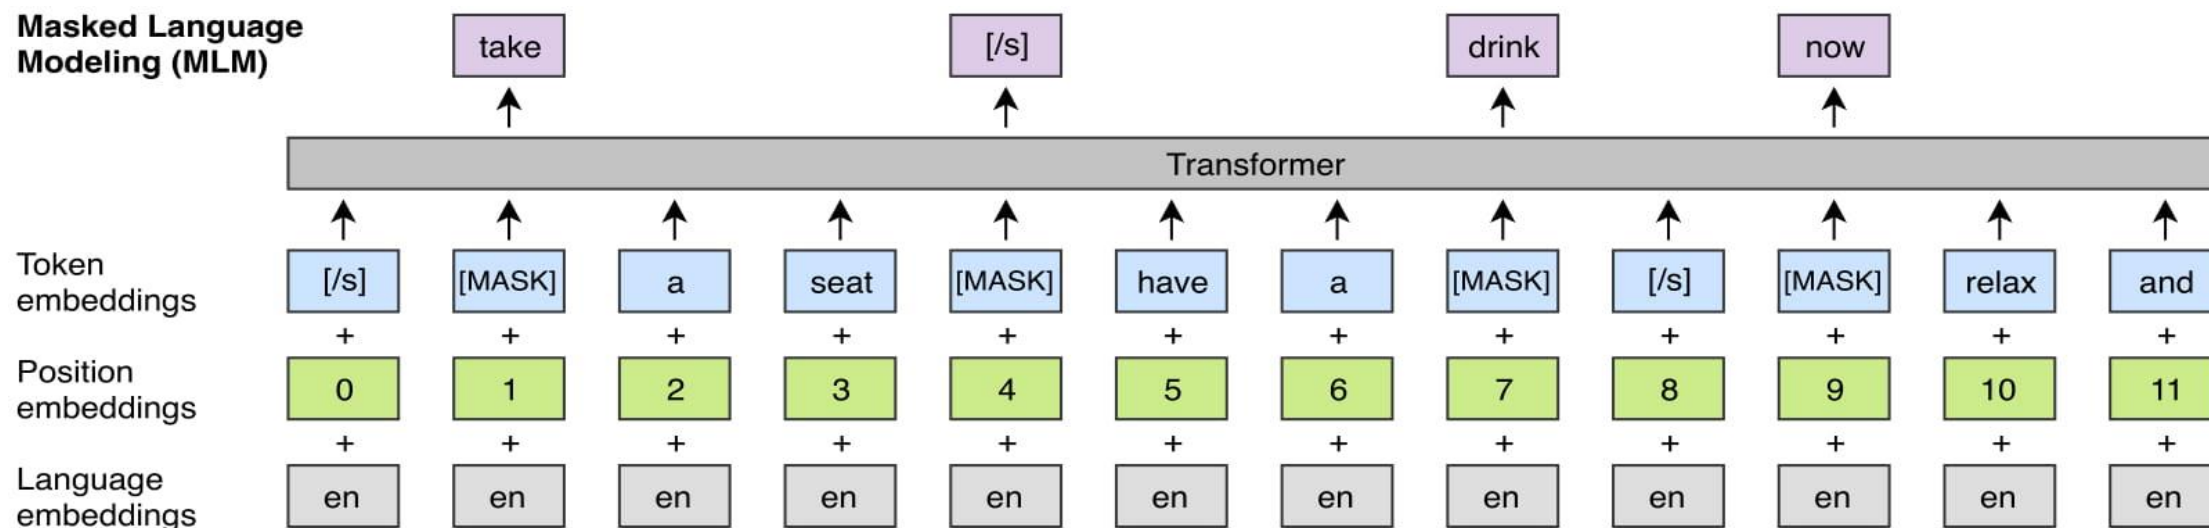 Masked Language
Modeling (MLM)
take [/s] drink now
Transformer
Token
embeddings
[/s] [MASK] a seat [MASK] have a [MASK] [/s] [MASK] relax and
+ + + + + + + + + + + +
Position
embeddings
0 1 2 3 4 5 6 7 8 9 10 11
+ + + + + + + + + + + +
Language
embeddings
en en en en en en en en en en en en